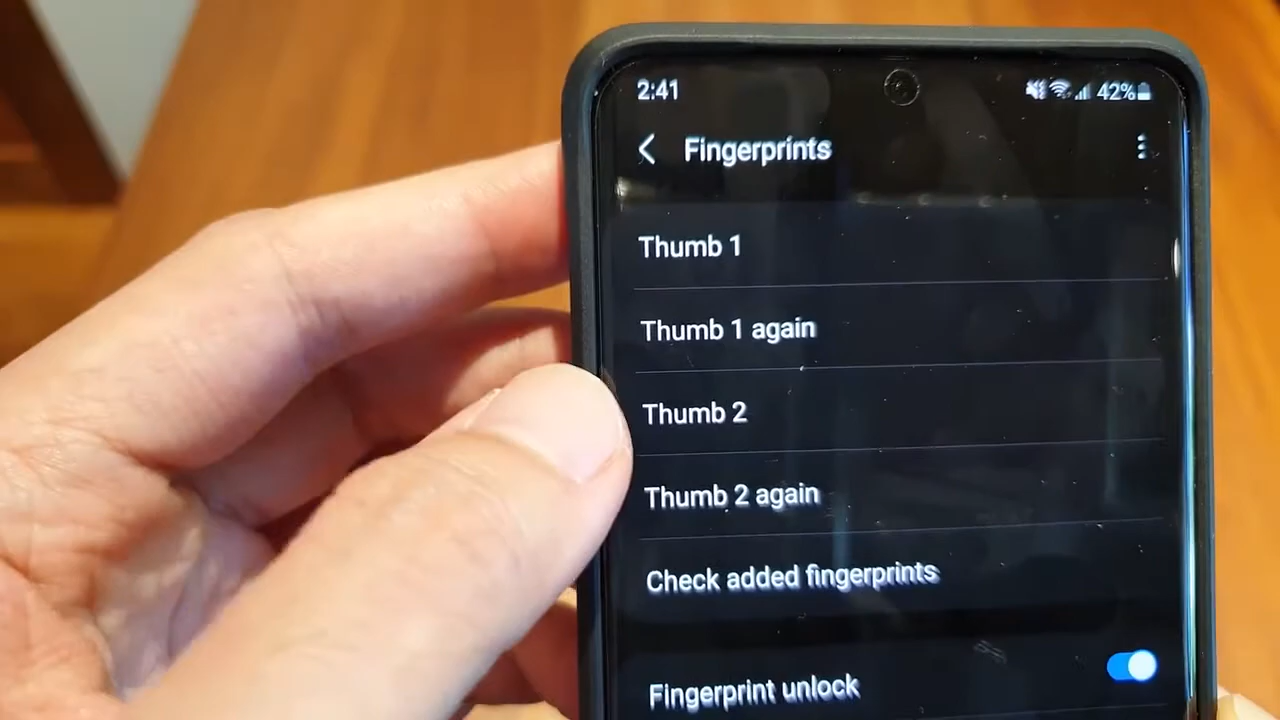 2:41 42%
Fingerprints
Thumb 1
Thumb 1 again
Thumb 2
Thumb 2 again
Check added fingerprints
Fingerprint unlock